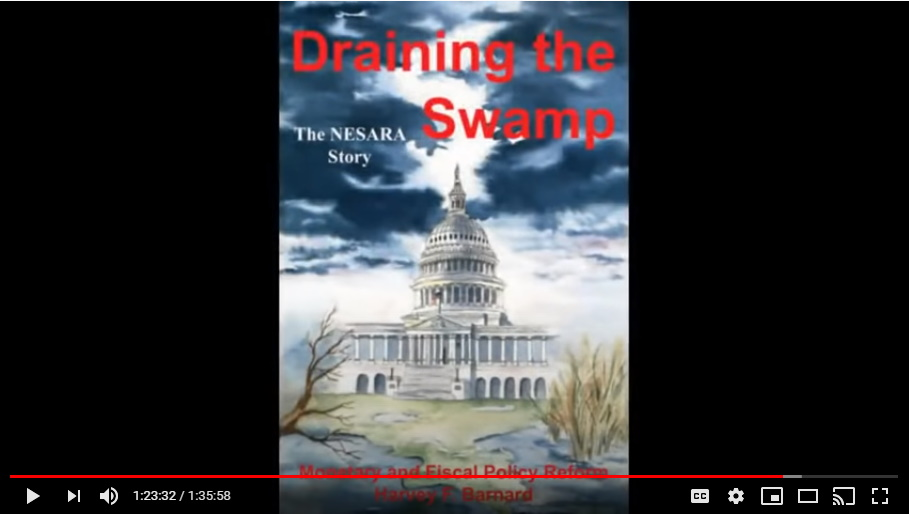 Draining the
Swamp
The NESARA
Story
Monetary and Fiscal Policy Reform
Harvey F. Barnard
1:23:32 / 1:35:58
CC